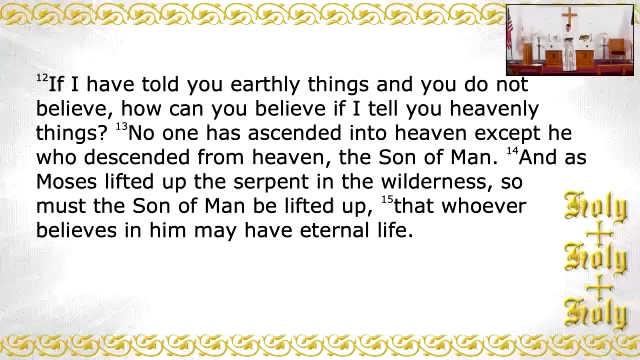 12If I have told you earthly things and you do not
believe, how can you believe if I tell you heavenly
things? 13No one has ascended into heaven except he
who descended from heaven, the Son of Man. 14And as
Moses lifted up the serpent in the wilderness, so
must the Son of Man be lifted up, 15that whoever
believes in him may have eternal life.
Holy
Holy
Holy